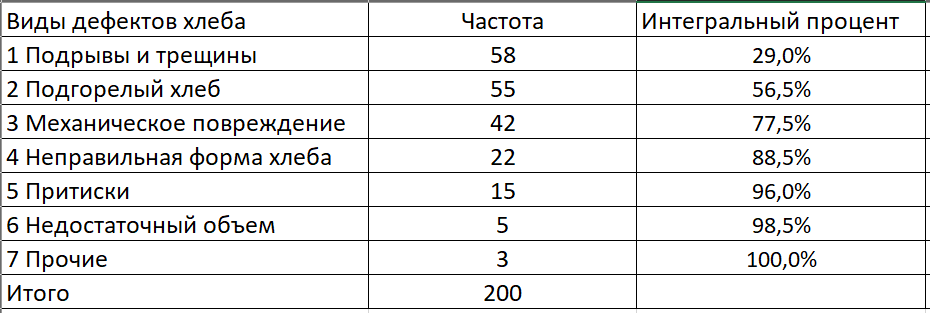 Виды дефектов хлеба Частота Интегральный процент
1 Подрывы и трещины 58 29,0%
2 Подгорелый хлеб 55 56,5%
3 Механическое повреждение 42 77,5%
4 Неправильная форма хлеба 22 88,5%
5 Притиски 15 96,0%
6 Недостаточный объем 5 98,5%
7 Прочие 3 100,0%
Итого 200